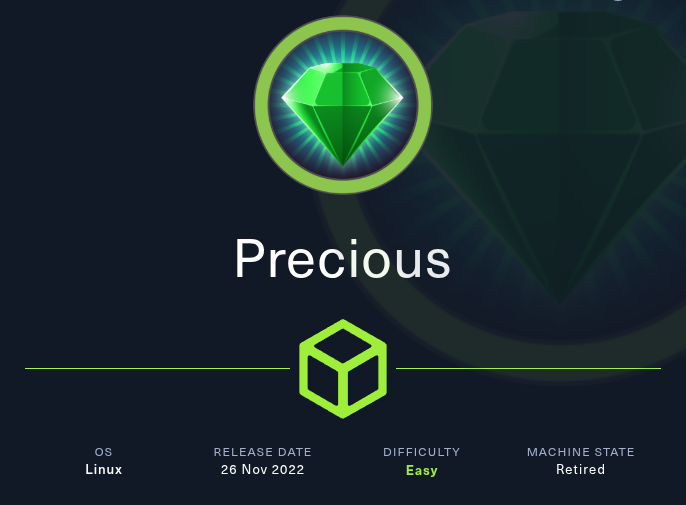 Precious
OS
RELEASE DATE
DIFFICULTY
MACHINE STATE
Linux
26 Nov 2022
Easy
Retired